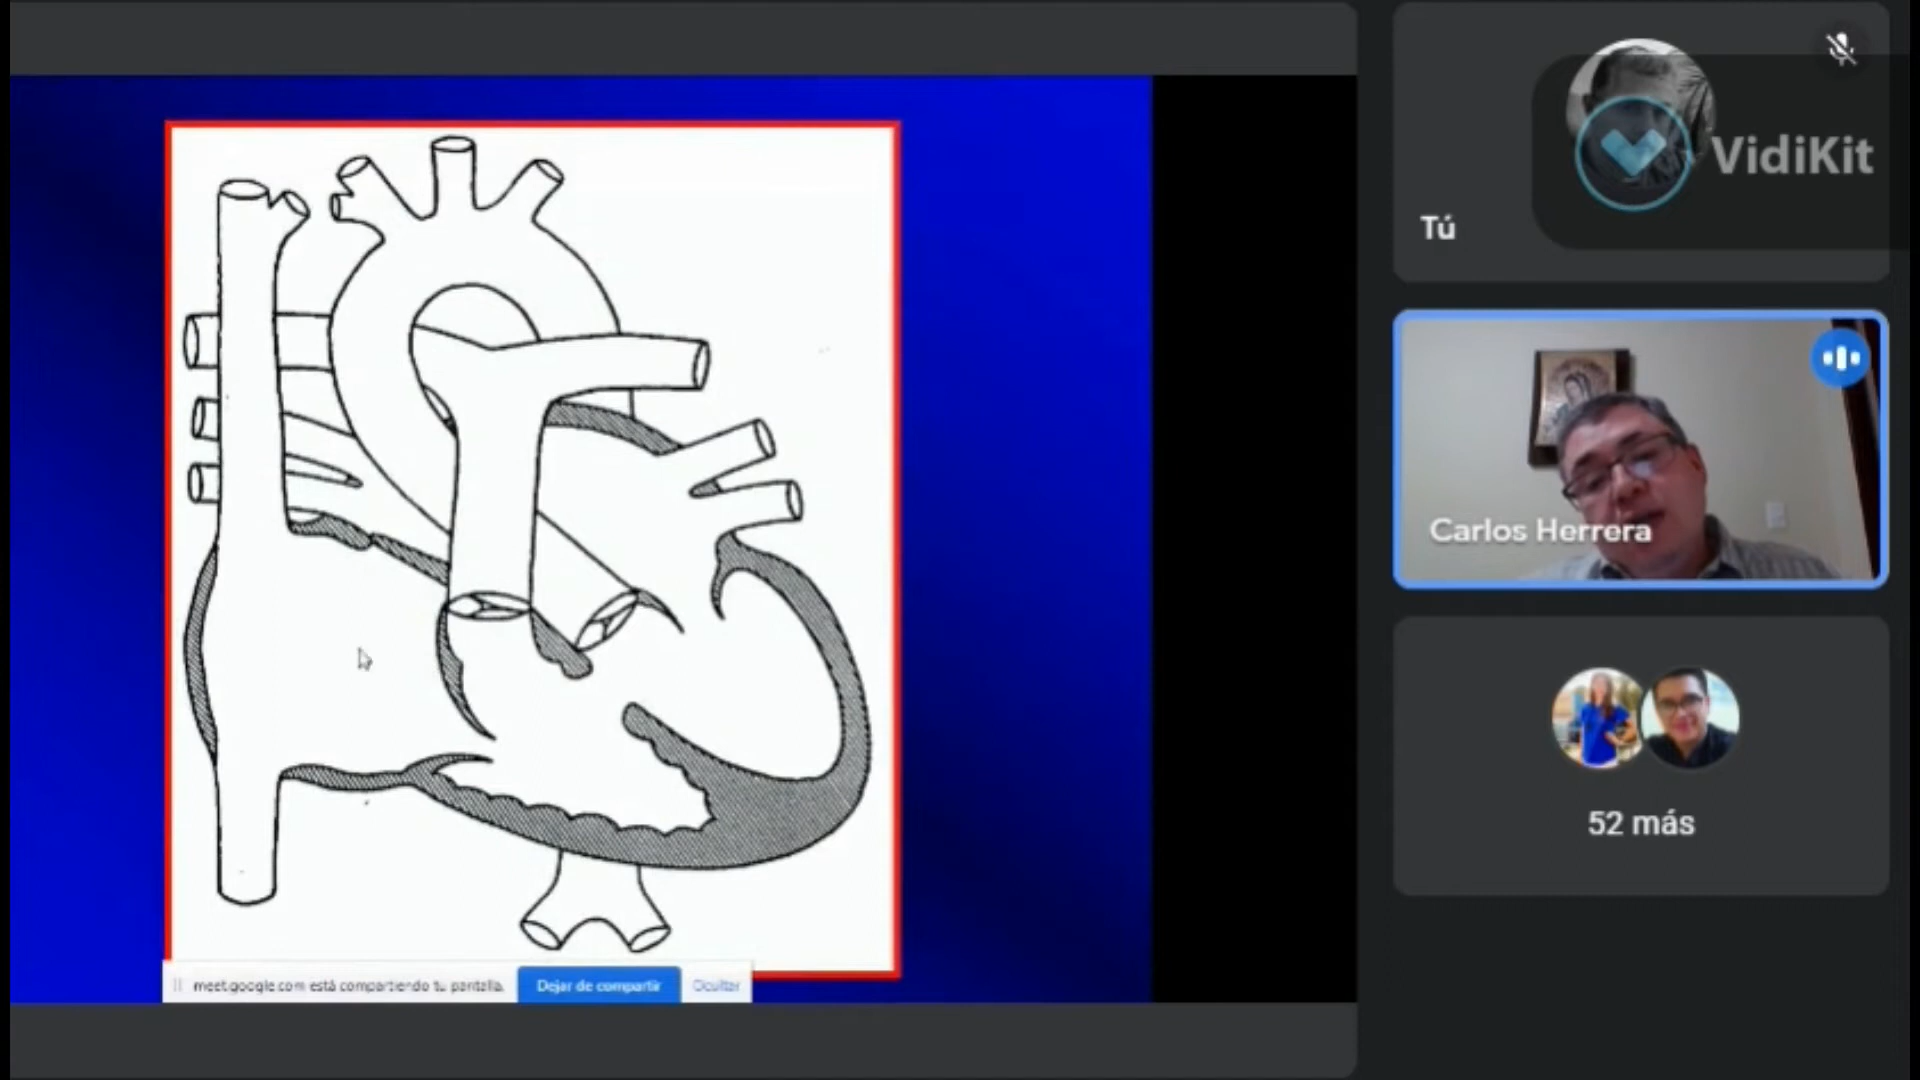 VidiKit
Tú
Carlos Herrera
52 más
meet.google.com está compartiendo tu pantalla.
Dejar de compartir
Ocultar